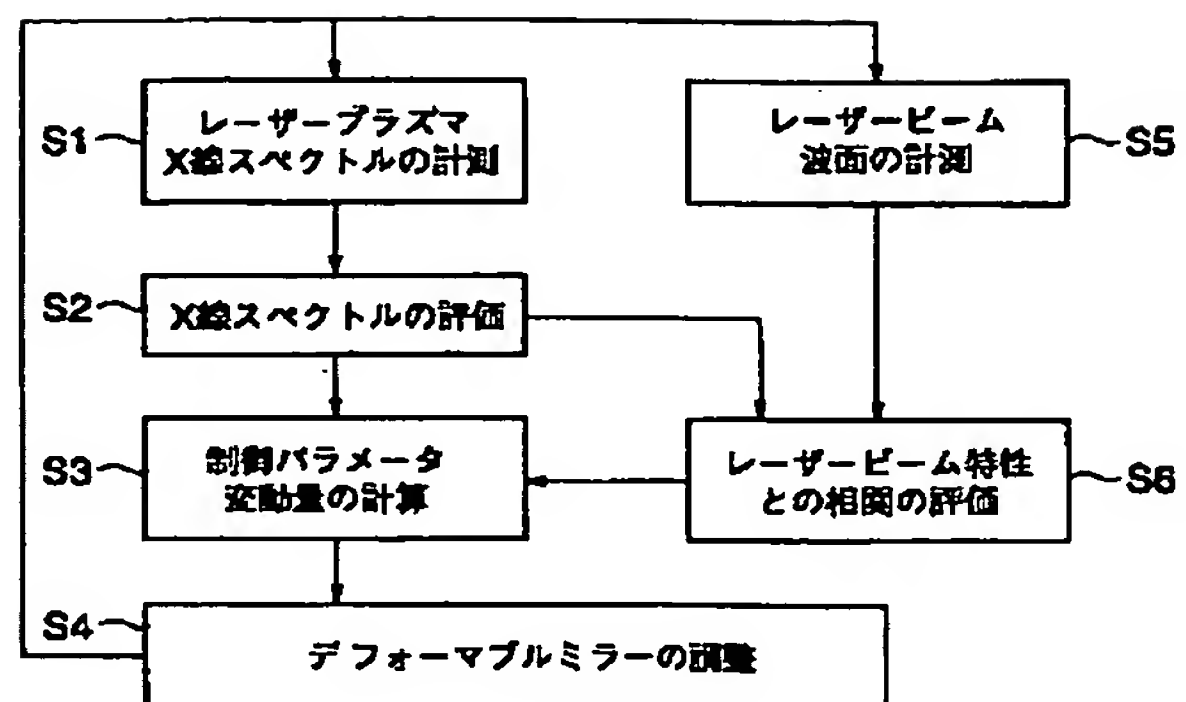 S1
レーザープラズマ
X線スペクトルの計測
レーザービーム
波面の計測
S5
S2
X線スペクトルの評価
S3
制御パラメータ
変動量の計算
レーザービーム特性
との相関の評価
S6
S4
デフォーマブルミラーの調整